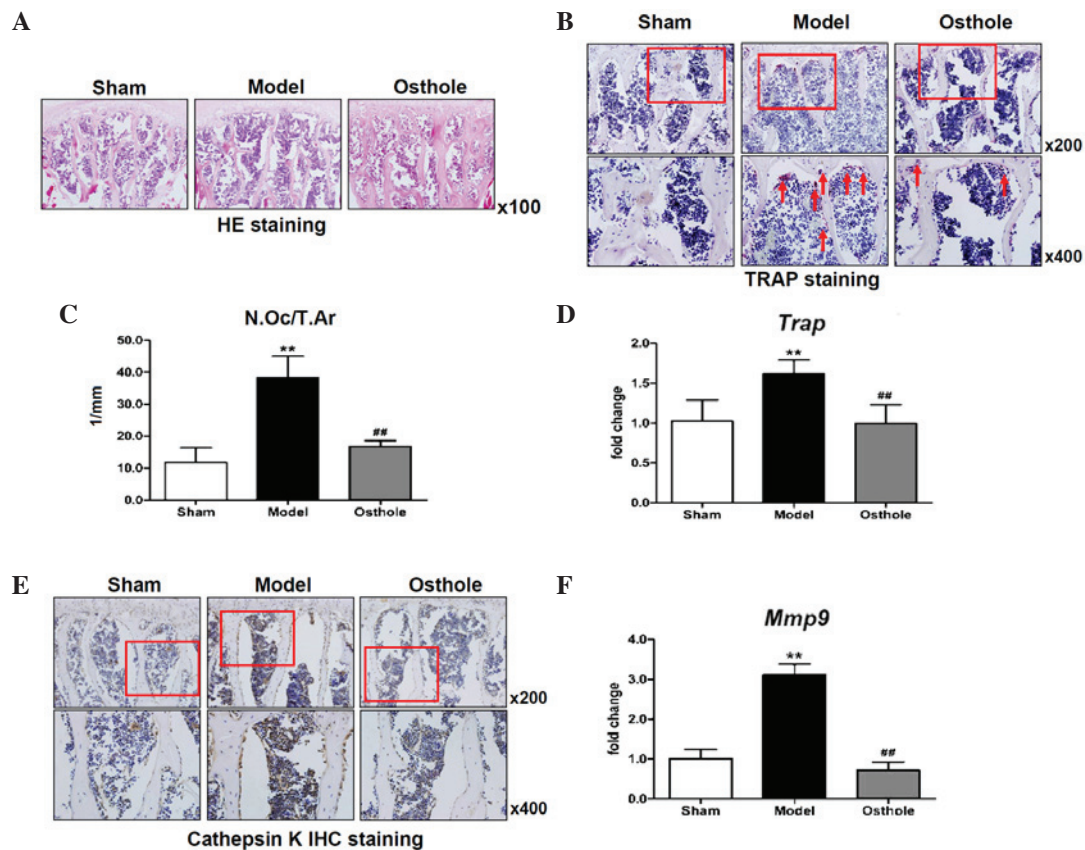 A
Sham Model Osthole
x100
HE staining
B
Sham Model Osthole
x200
x400
TRAP staining
C
N.Oc/T.Ar
1/mm
50.0
40.0
30.0
20.0
10.0
0.0
**
##
Sham Model Osthole
D
Trap
fold change
2.0
1.5
1.0
0.5
0.0
**
##
Sham Model Osthole
E
Sham Model Osthole
x200
x400
Cathepsin K IHC staining
F
Mmp9
fold change
4.0
3.0
2.0
1.0
0.0
**
##
Sham Model Osthole